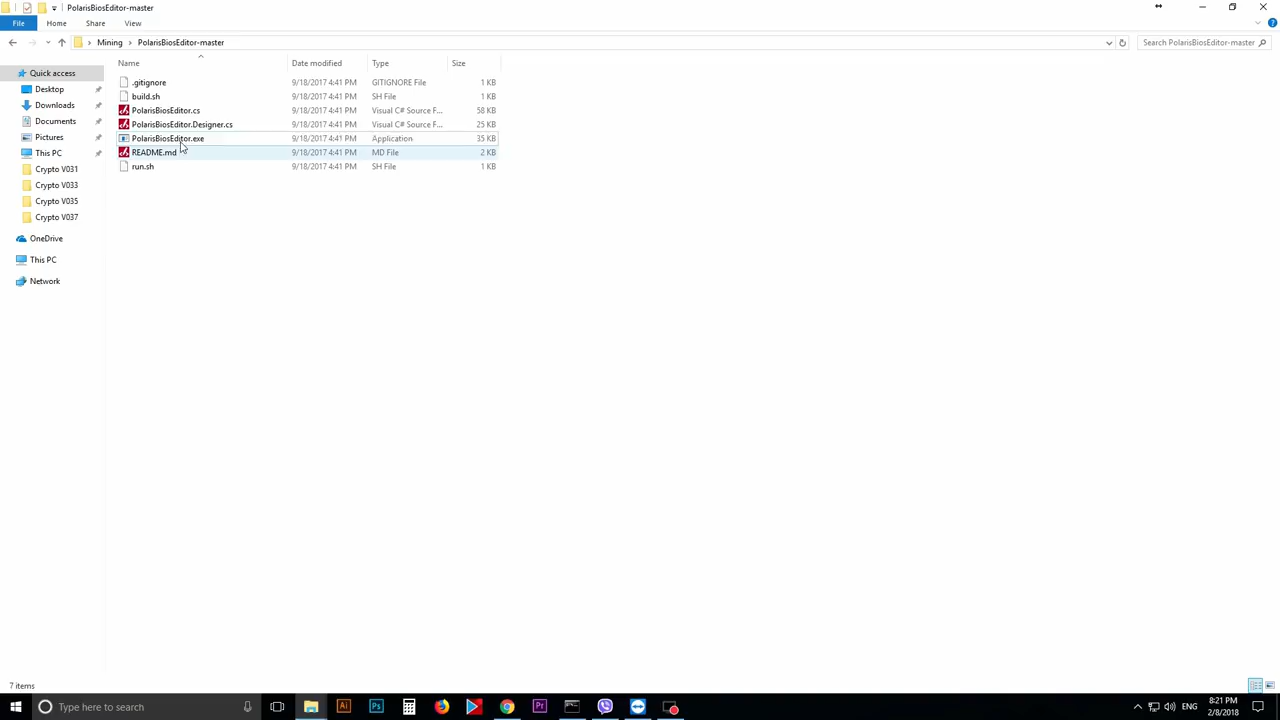 PolarisBiosEditor-master
File Home Share View
Mining PolarisBiosEditor-master Search PolarisBiosEditor-master
Name Date modified Type Size
Quick access
Desktop
Downloads
Documents
Pictures
This PC
Crypto V031
Crypto V033
Crypto V035
Crypto V037
OneDrive
This PC
Network
.gitignore 9/18/2017 4:41 PM GITIGNORE File 1 KB
build.sh 9/18/2017 4:41 PM SH File 1 KB
PolarisBiosEditor.cs 9/18/2017 4:41 PM Visual C# Source F... 58 KB
PolarisBiosEditor.Designer.cs 9/18/2017 4:41 PM Visual C# Source F... 25 KB
PolarisBiosEditor.exe 9/18/2017 4:41 PM Application 35 KB
README.md 9/18/2017 4:41 PM MD File 2 KB
run.sh 9/18/2017 4:41 PM SH File 1 KB
7 items
Type here to search Ai Ps Pr ENG 8:21 PM
2/8/2018